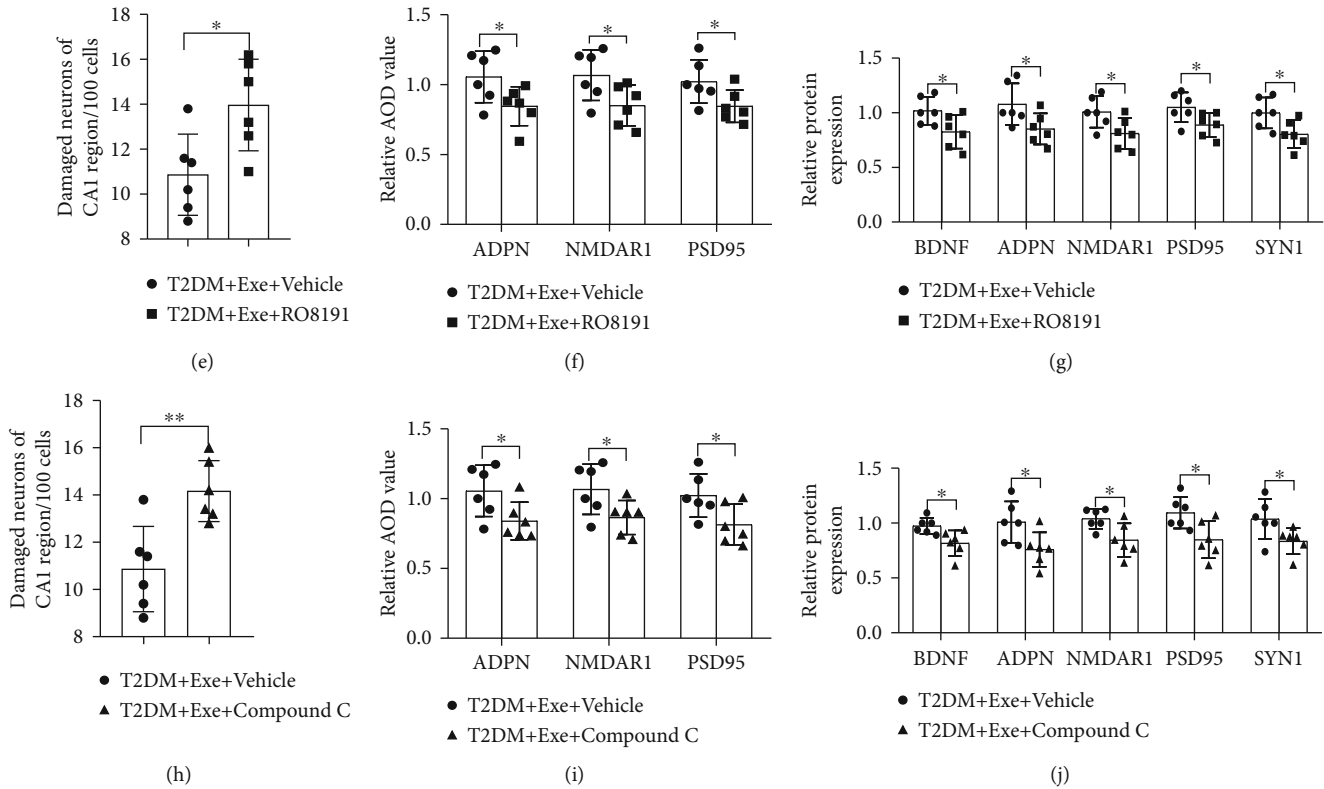 Damaged neurons of
CA1 region/100 cells
18
16
14
12
10
8
*
T2DM+Exe+Vehicle
T2DM+Exe+RO8191
(e)
Relative AOD value
1.5
1.0
0.5
0.0
*
*
*
ADPN NMDAR1 PSD95
T2DM+Exe+Vehicle
T2DM+Exe+RO8191
(f)
Relative protein
expression
1.5
1.0
0.5
0.0
*
*
*
*
*
BDNF ADPN NMDAR1 PSD95 SYN1
T2DM+Exe+Vehicle
T2DM+Exe+RO8191
(g)
Damaged neurons of
CA1 region/100 cells
18
16
14
12
10
8
**
T2DM+Exe+Vehicle
T2DM+Exe+Compound C
(h)
Relative AOD value
1.5
1.0
0.5
0.0
*
*
*
ADPN NMDAR1 PSD95
T2DM+Exe+Vehicle
T2DM+Exe+Compound C
(i)
Relative protein
expression
1.5
1.0
0.5
0.0
*
*
*
*
*
BDNF ADPN NMDAR1 PSD95 SYN1
T2DM+Exe+Vehicle
T2DM+Exe+Compound C
(j)